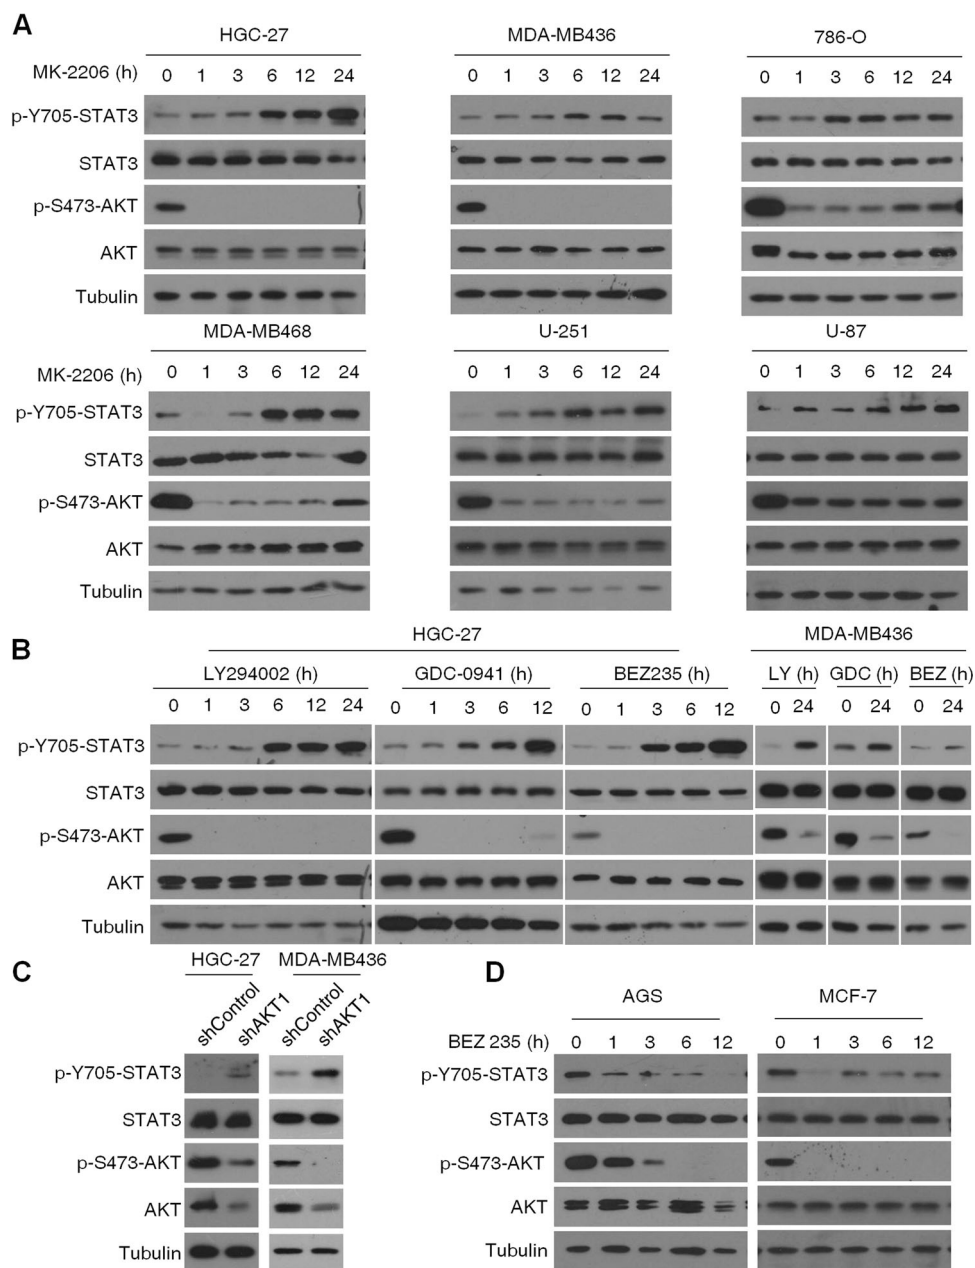 A
HGC-27 MDA-MB436 786-O
MK-2206 (h) 0 1 3 6 12 24 0 1 3 6 12 24 0 1 3 6 12 24
p-Y705-STAT3
STAT3
p-S473-AKT
AKT
Tubulin
MDA-MB468 U-251 U-87
MK-2206 (h) 0 1 3 6 12 24 0 1 3 6 12 24 0 1 3 6 12 24
p-Y705-STAT3
STAT3
p-S473-AKT
AKT
Tubulin
B
HGC-27 MDA-MB436
LY294002 (h) GDC-0941 (h) BEZ235 (h) LY (h) GDC (h) BEZ (h)
0 1 3 6 12 24 0 1 3 6 12 0 1 3 6 12 0 24 0 24 0 24
p-Y705-STAT3
STAT3
p-S473-AKT
AKT
Tubulin
C
HGC-27 MDA-MB436
shControl shAKT1 shControl shAKT1
p-Y705-STAT3
STAT3
p-S473-AKT
AKT
Tubulin
D
AGS MCF-7
BEZ 235 (h) 0 1 3 6 12 0 1 3 6 12
p-Y705-STAT3
STAT3
p-S473-AKT
AKT
Tubulin